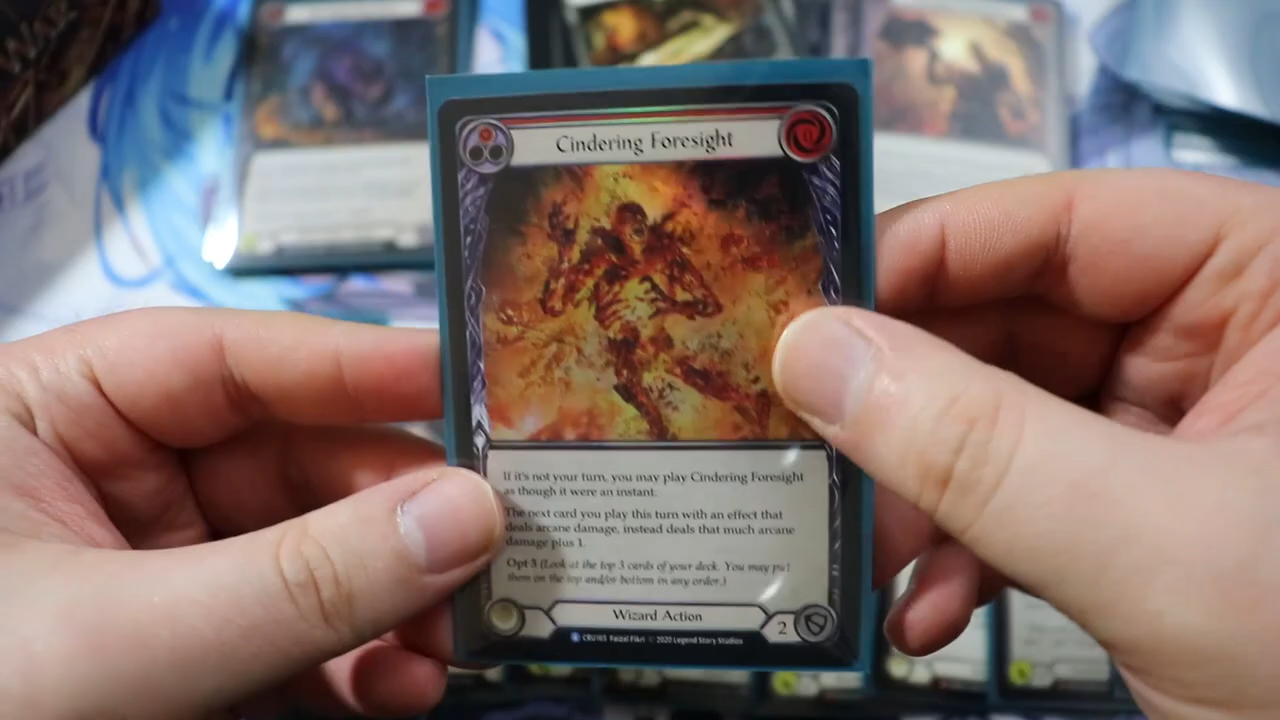 Cindering Foresight
0
If it's not your turn, you may play Cindering Foresight
as though it were an instant.
The next card you play this turn with an effect that
deals arcane damage, instead deals that much arcane
damage plus 1.
Opt 3 (Look at the top 3 cards of your deck. You may put
them on the top and/or bottom in any order.)
Wizard Action
2
CRU165 Faizal Fikri © 2020 Legend Story Studios